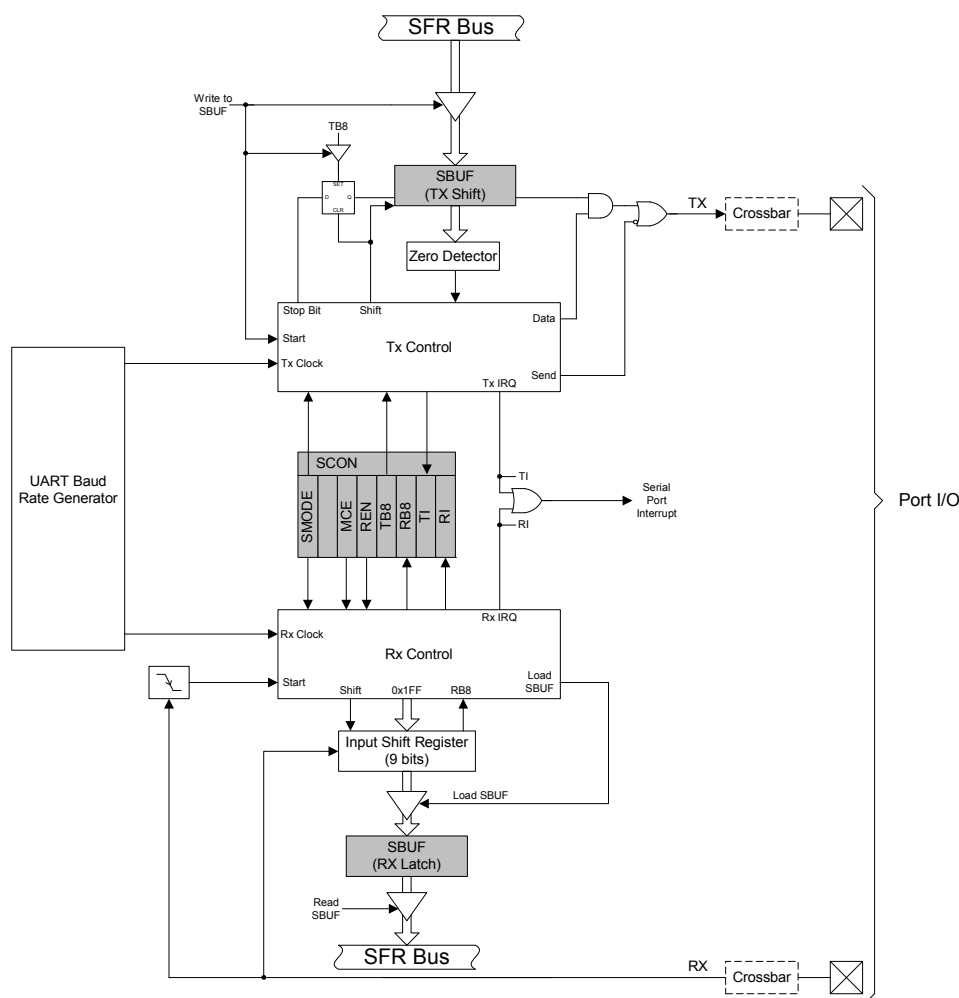 SFR Bus
Write to
SBUF
TB8
SET
D
Q
CLR
SBUF
(TX Shift)
TX
Crossbar
Zero Detector
Stop Bit
Shift
Data
Start
Tx Control
Tx Clock
Send
Tx IRQ
UART Baud
Rate Generator
SCON
SMODE
MCE
REN
TB8
RB8
TI
RI
TI
RI
Serial
Port
Interrupt
Port I/O
Rx IRQ
Rx Clock
Rx Control
Start
Load
SBUF
Shift
0x1FF
RB8
Input Shift Register
(9 bits)
Load SBUF
SBUF
(RX Latch)
Read
SBUF
SFR Bus
RX
Crossbar